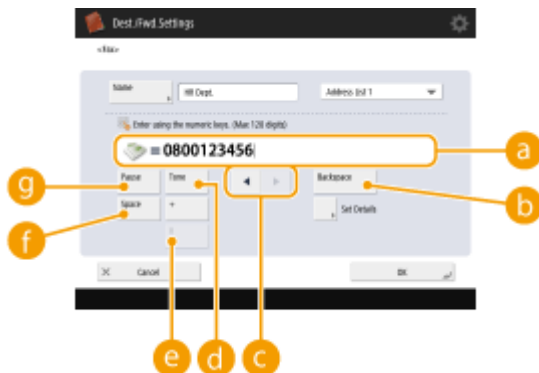 Dest./Fwd. Settings
<Fax>
Name
HR Dept.
Address List 1
Enter using the numeric keys. (Max 120 digits)
= 0800123456
a
g
Pause
Tone
Backspace
b
f
Space
+
Set Details
Cancel
OK
e
d
c